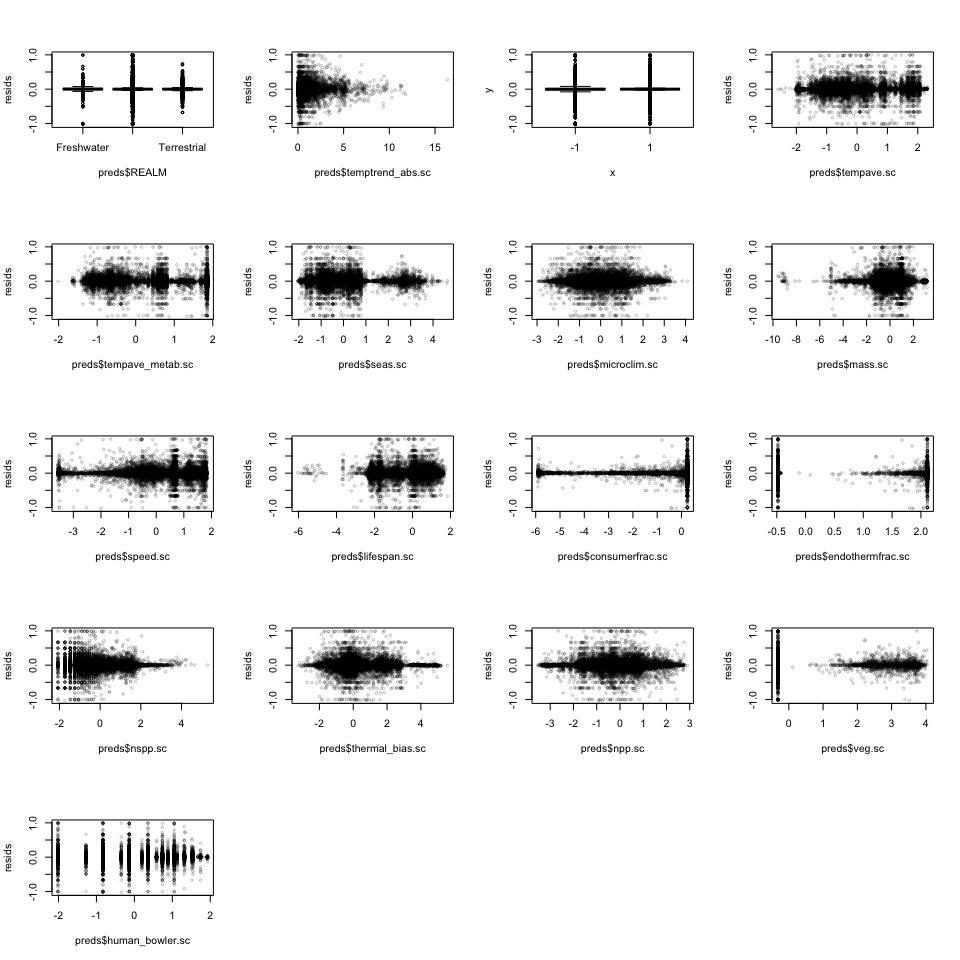 resids
1.0
0.0
-1.0
Freshwater Terrestrial
preds$REALM
resids
1.0
0.0
-1.0
0 5 10 15
preds$temptrend_abs.sc
y
1.0
0.0
-1.0
-1 1
x
resids
1.0
0.0
-1.0
-2 -1 0 1 2
preds$tempave.sc
resids
1.0
0.0
-1.0
-2 -1 0 1 2
preds$tempave_metab.sc
resids
1.0
0.0
-1.0
-2 -1 0 1 2 3 4
preds$seas.sc
resids
1.0
0.0
-1.0
-3 -2 -1 0 1 2 3 4
preds$microclim.sc
resids
1.0
0.0
-1.0
-10 -8 -6 -4 -2 0 2
preds$mass.sc
resids
1.0
0.0
-1.0
-3 -2 -1 0 1 2
preds$speed.sc
resids
1.0
0.0
-1.0
-6 -4 -2 0 2
preds$lifespan.sc
resids
1.0
0.0
-1.0
-6 -5 -4 -3 -2 -1 0
preds$consumerfrac.sc
resids
1.0
0.0
-1.0
-0.5 0.0 0.5 1.0 1.5 2.0
preds$endothermfrac.sc
resids
1.0
0.0
-1.0
-2 0 2 4
preds$nspp.sc
resids
1.0
0.0
-1.0
-2 0 2 4
preds$thermal_bias.sc
resids
1.0
0.0
-1.0
-3 -2 -1 0 1 2 3
preds$npp.sc
resids
1.0
0.0
-1.0
0 1 2 3 4
preds$veg.sc
resids
1.0
0.0
-1.0
-2 -1 0 1 2
preds$human_bowler.sc